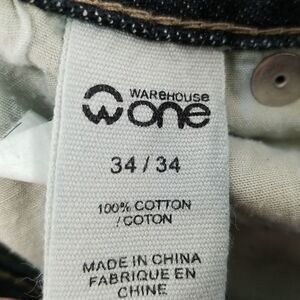 WAREHOUSE
one
34 / 34
100% COTTON
/ COTON
MADE IN CHINA
FABRIQUE EN
CHINE